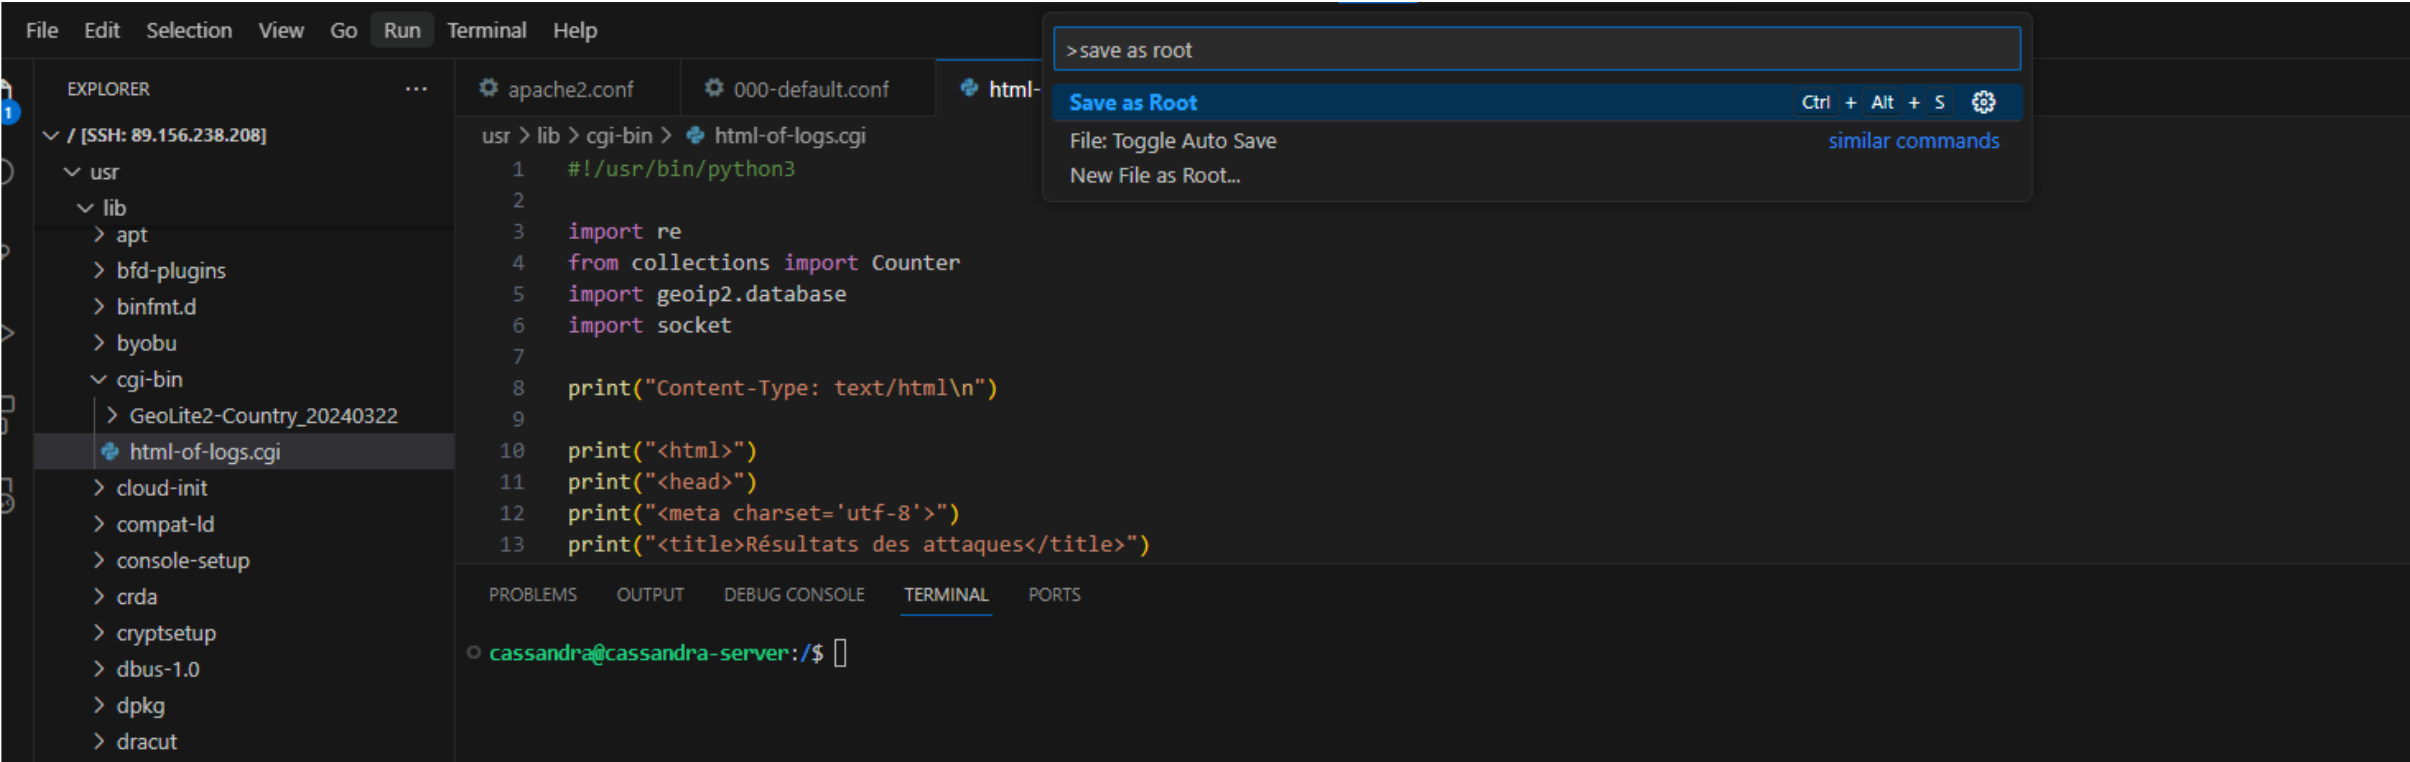 File Edit Selection View Go Run Terminal Help
>save as root
Save as Root Ctrl + Alt + S
File: Toggle Auto Save similar commands
New File as Root...
1
EXPLORER ...
/ [SSH: 89.156.238.208]
usr
lib
apt
bfd-plugins
binfmt.d
byobu
cgi-bin
GeoLite2-Country_20240322
html-of-logs.cgi
cloud-init
compat-ld
console-setup
crda
cryptsetup
dbus-1.0
dpkg
dracut
apache2.conf 000-default.conf html-
usr > lib > cgi-bin > html-of-logs.cgi
1 #!/usr/bin/python3
2
3 import re
4 from collections import Counter
5 import geoip2.database
6 import socket
7
8 print("Content-Type: text/html\n")
9
10 print("<html>")
11 print("<head>")
12 print("<meta charset='utf-8'>")
13 print("<title>Résultats des attaques</title>")
PROBLEMS OUTPUT DEBUG CONSOLE TERMINAL PORTS
cassandra@cassandra-server:/$